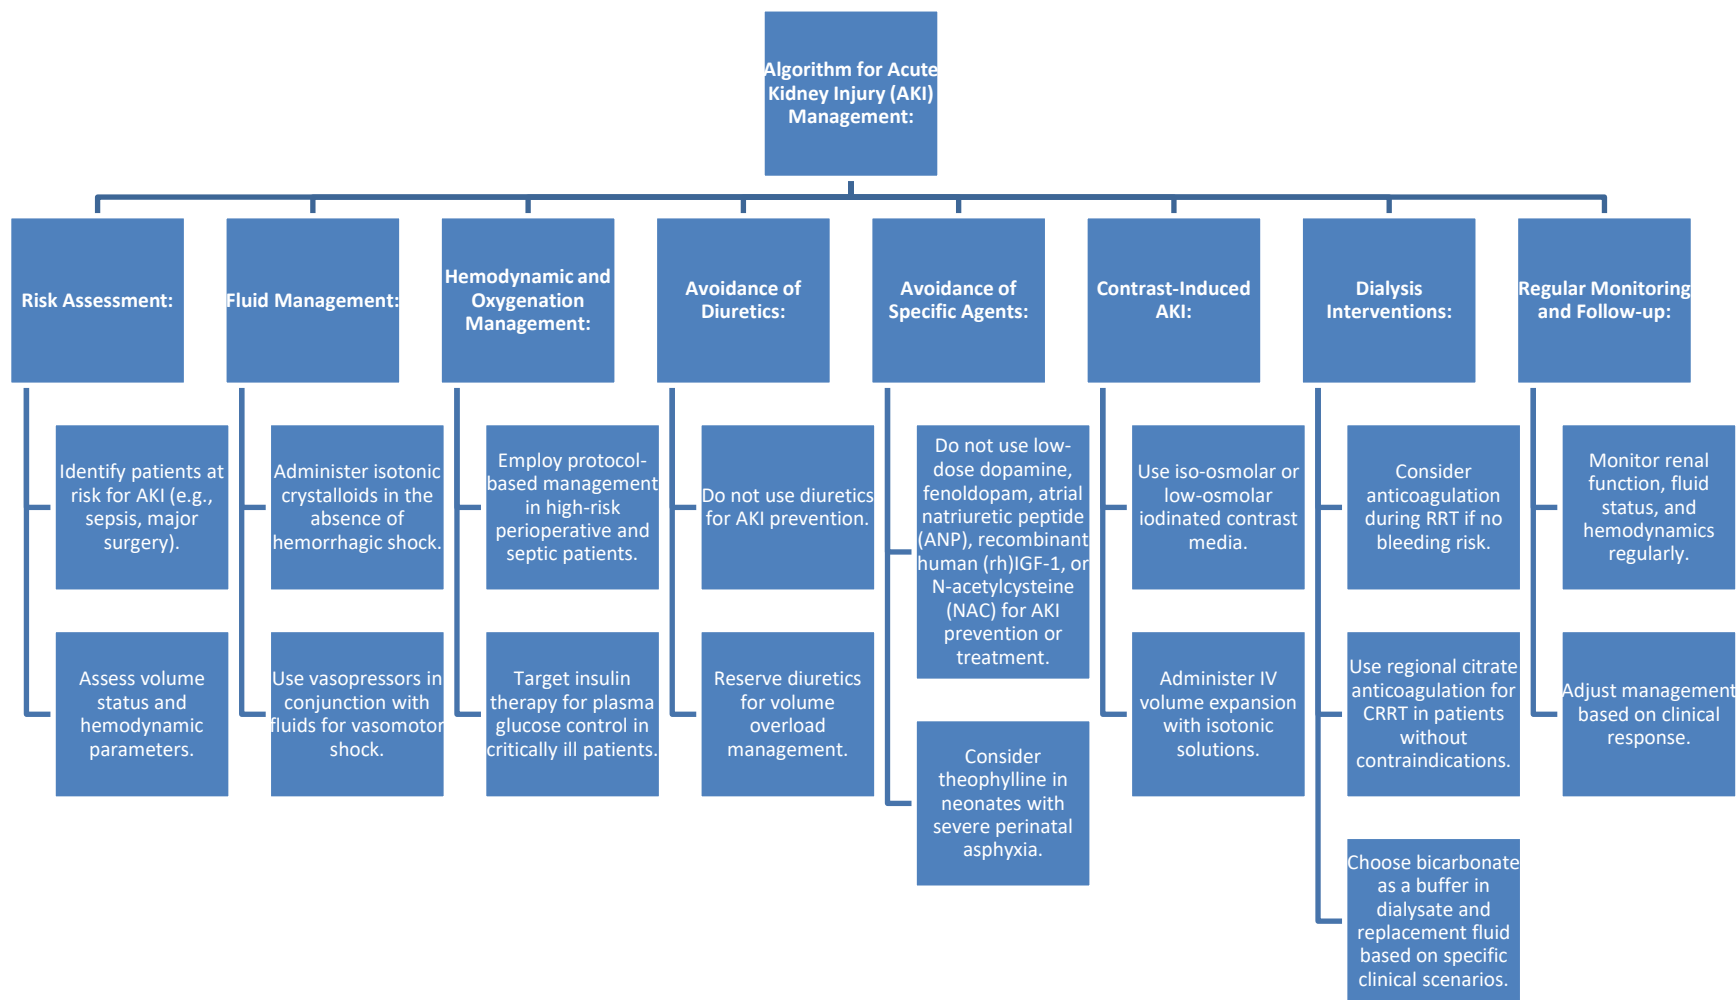 Algorithm for Acute
Kidney Injury (AKI)
Management:
Risk Assessment:
Identify patients at
risk for AKI (e.g.,
sepsis, major
surgery).
Assess volume
status and
hemodynamic
parameters.
Fluid Management:
Administer isotonic
crystalloids in the
absence of
hemorrhagic shock.
Use vasopressors in
conjunction with
fluids for vasomotor
shock.
Hemodynamic and
Oxygenation
Management:
Employ protocol-
based management
in high-risk
perioperative and
septic patients.
Target insulin
therapy for plasma
glucose control in
critically ill patients.
Avoidance of
Diuretics:
Do not use diuretics
for AKI prevention.
Reserve diuretics
for volume
overload
management.
Avoidance of
Specific Agents:
Do not use low-
dose dopamine,
fenoldopam, atrial
natriuretic peptide
(ANP), recombinant
human (rh)IGF-1, or
N-acetylcysteine
(NAC) for AKI
prevention or
treatment.
Consider
theophylline in
neonates with
severe perinatal
asphyxia.
Contrast-Induced
AKI:
Use iso-osmolar or
low-osmolar
iodinated contrast
media.
Administer IV
volume expansion
with isotonic
solutions.
Dialysis
Interventions:
Consider
anticoagulation
during RRT if no
bleeding risk.
Use regional citrate
anticoagulation for
CRRT in patients
without
contraindications.
Choose bicarbonate
as a buffer in
dialysate and
replacement fluid
based on specific
clinical scenarios.
Regular Monitoring
and Follow-up:
Monitor renal
function, fluid
status, and
hemodynamics
regularly.
Adjust management
based on clinical
response.